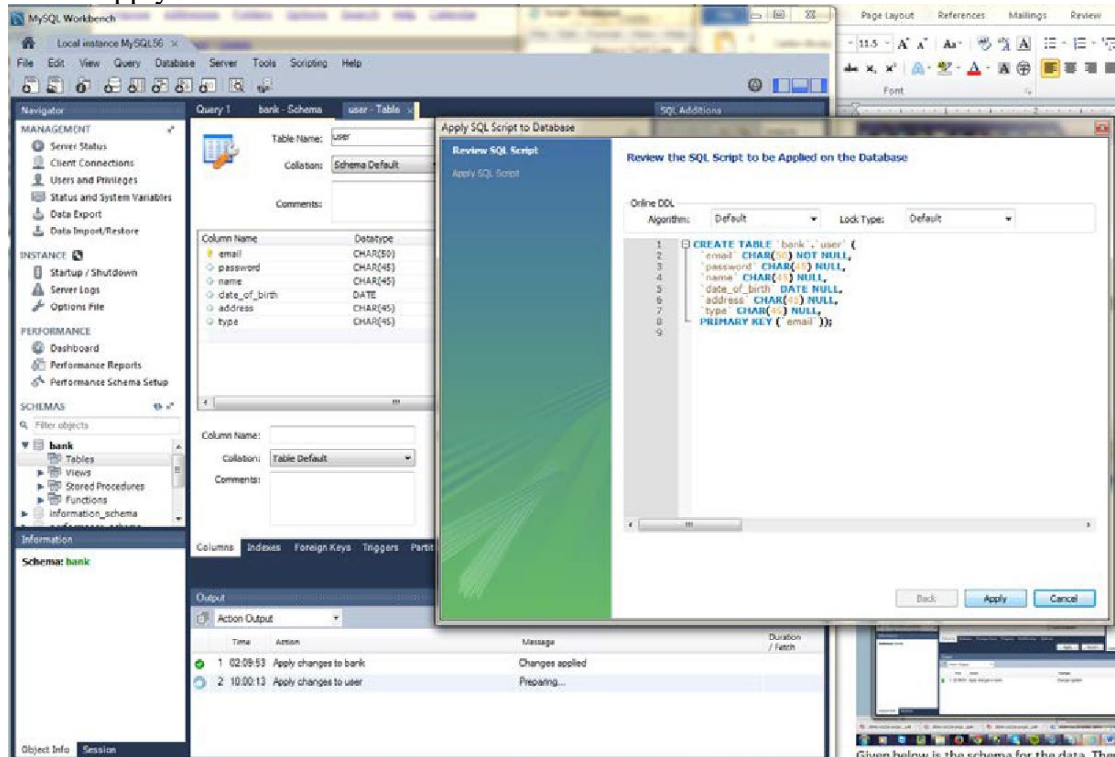 MySQL Workbench
Local instance MySQL56
File Edit View Query Database Server Tools Scripting Help
Navigator
MANAGEMENT
Server Status
Client Connections
Users and Privileges
Status and System Variables
Data Export
Data Import/Restore
INSTANCE
Startup / Shutdown
Server Logs
Options File
PERFORMANCE
Dashboard
Performance Reports
Performance Schema Setup
SCHEMAS
Filter objects
bank
Tables
Views
Stored Procedures
Functions
information_schema
Information
Schema: bank
Object Info Session
Query 1 bank - Schema user - Table
SQL Additions
Table Name: user
Collation: Schema Default
Comments:
Column Name Datatype
email CHAR(50)
password CHAR(45)
name CHAR(45)
date_of_birth DATE
address CHAR(45)
type CHAR(45)
Column Name:
Collation: Table Default
Comments:
Columns Indexes Foreign Keys Triggers
Output
Action Output
Time Action Message Duration / Fetch
1 02:09:53 Apply changes to bank Changes applied
2 10:00:13 Apply changes to user Preparing...
Apply SQL Script to Database
Review SQL Script
Apply SQL Script
Review the SQL Script to be Applied on the Database
Online DDL
Algorithm: Default Lock Type: Default
1 CREATE TABLE `bank`.`user` (
2 `email` CHAR(50) NOT NULL,
3 `password` CHAR(45) NULL,
4 `name` CHAR(45) NULL,
5 `date_of_birth` DATE NULL,
6 `address` CHAR(45) NULL,
7 `type` CHAR(45) NULL,
8 PRIMARY KEY (`email`));
9
Back Apply Cancel
Page Layout References Mailings Review
11.5
Font
Given below is the schema for the data.